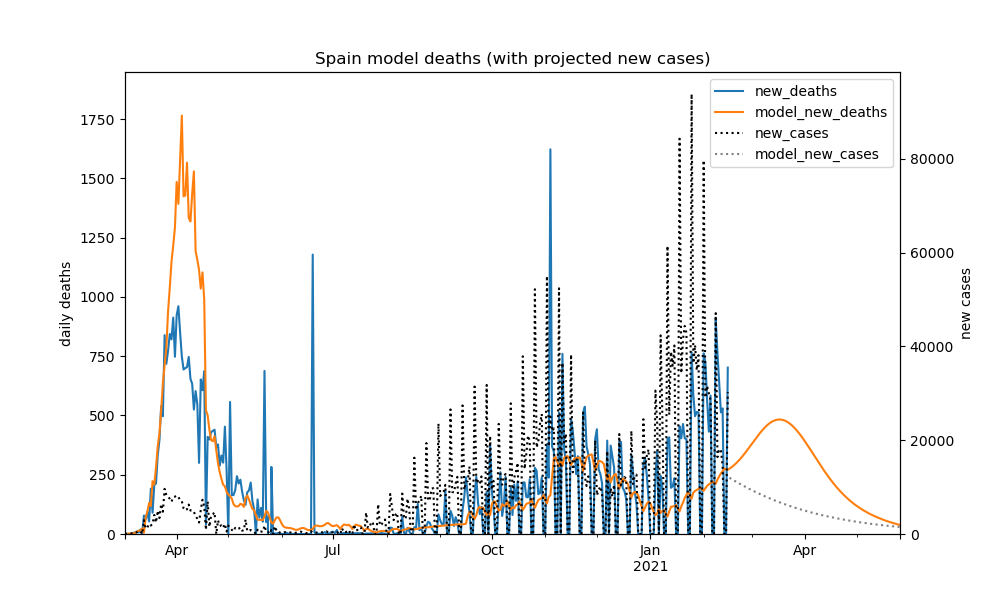 Spain model deaths (with projected new cases)
new_deaths
model_new_deaths
new_cases
model_new_cases
daily deaths
1750
1500
1250
1000
750
500
250
0
80000
60000
40000
20000
0
new cases
Apr
Jul
Oct
Jan
2021
Apr